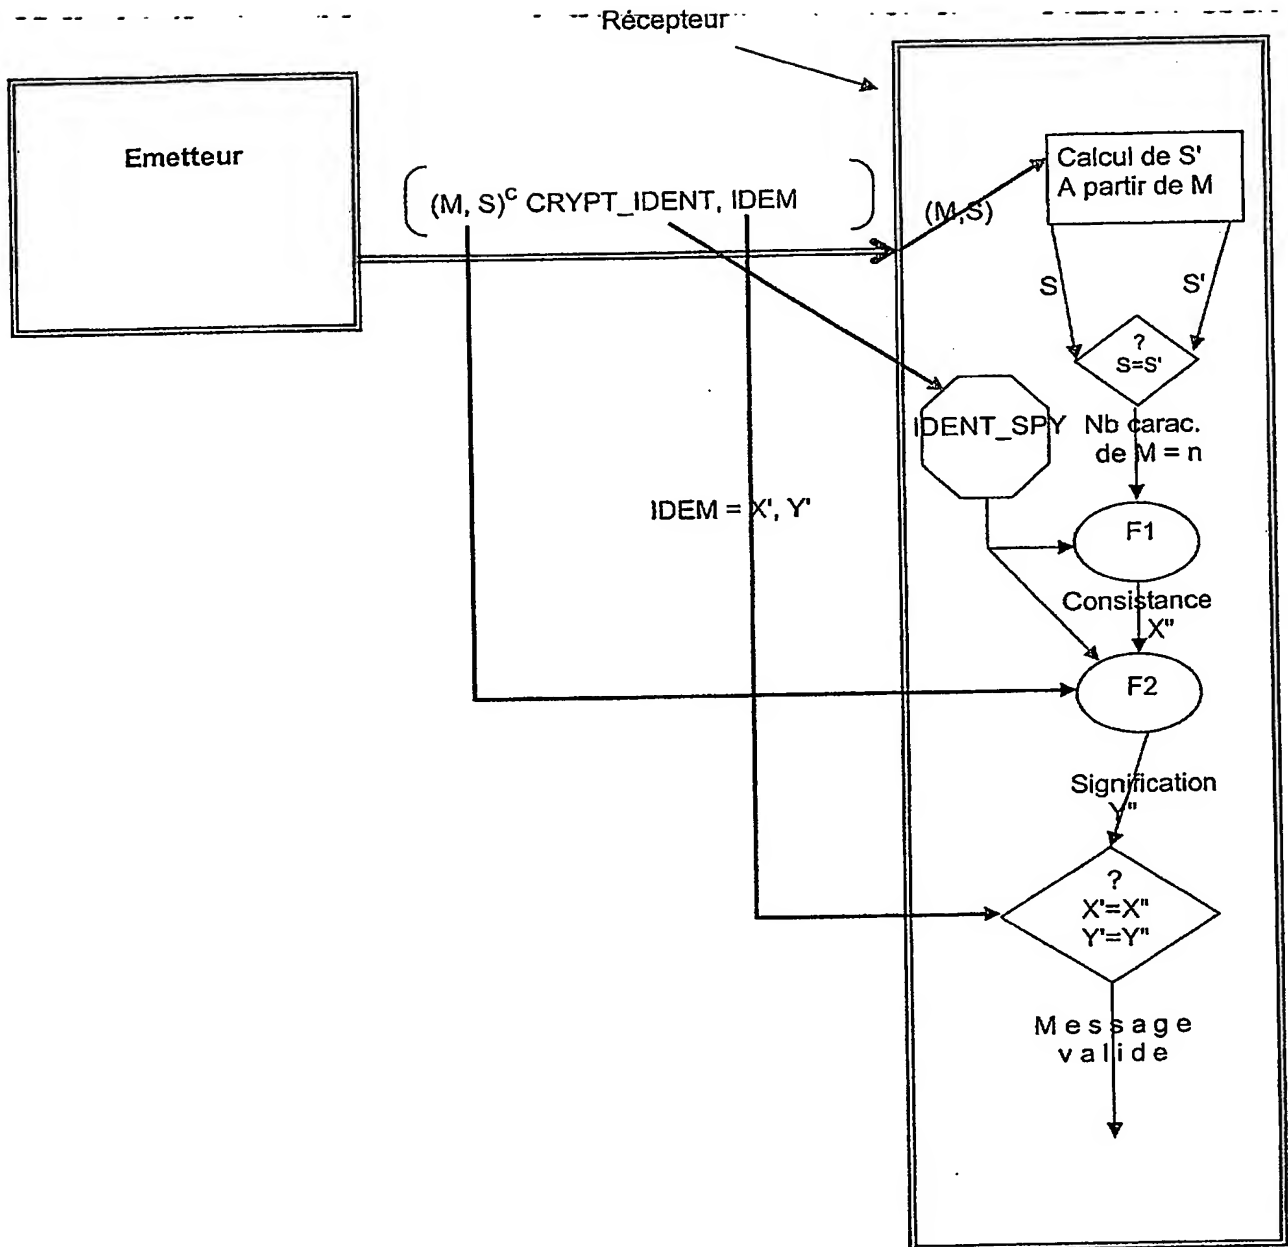 Récepteur
Emetteur
(M, S)ᶜ CRYPT_IDENT, IDEM
(M,S)
Calcul de S'
A partir de M
S
S'
?
S=S'
IDENT_SPY
Nb carac.
de M = n
IDEM = X', Y'
F1
Consistance
X"
F2
Signification
Y"
?
X'=X"
Y'=Y"
Message
valide